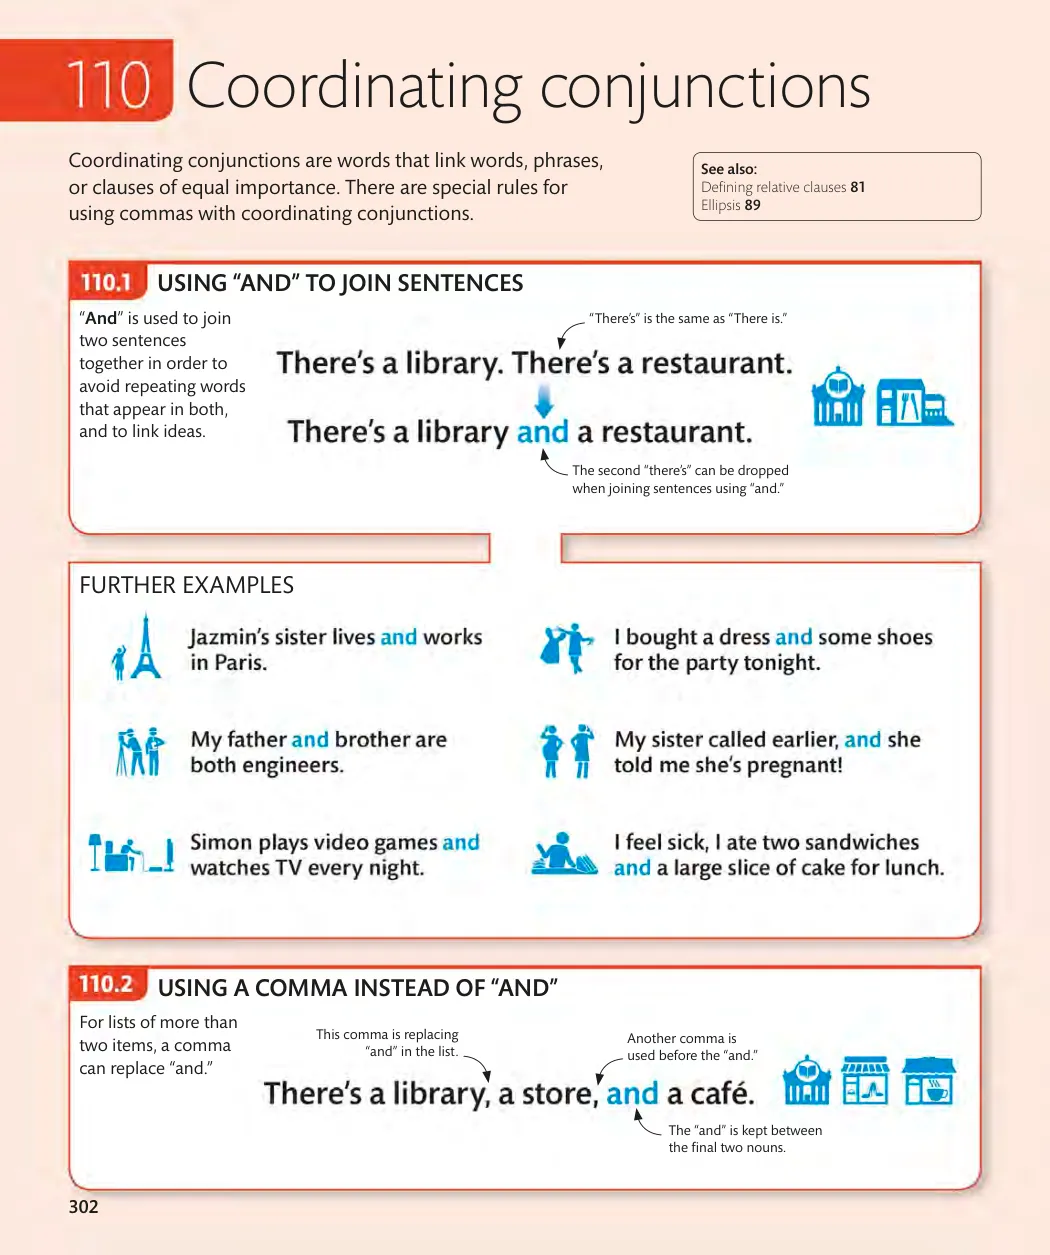 110 Coordinating conjunctions
Coordinating conjunctions are words that link words, phrases,
or clauses of equal importance. There are special rules for
using commas with coordinating conjunctions.
See also:
Defining relative clauses 81
Ellipsis 89
110.1 USING “AND” TO JOIN SENTENCES
“And” is used to join
two sentences
together in order to
avoid repeating words
that appear in both,
and to link ideas.
“There’s” is the same as “There is.”
There’s a library. There’s a restaurant.
There’s a library and a restaurant.
The second “there’s” can be dropped
when joining sentences using “and.”
FURTHER EXAMPLES
Jazmin’s sister lives and works
in Paris.
I bought a dress and some shoes
for the party tonight.
My father and brother are
both engineers.
My sister called earlier, and she
told me she’s pregnant!
Simon plays video games and
watches TV every night.
I feel sick, I ate two sandwiches
and a large slice of cake for lunch.
110.2 USING A COMMA INSTEAD OF “AND”
For lists of more than
two items, a comma
can replace “and.”
This comma is replacing
“and” in the list.
Another comma is
used before the “and.”
There’s a library, a store, and a café.
The “and” is kept between
the final two nouns.
302